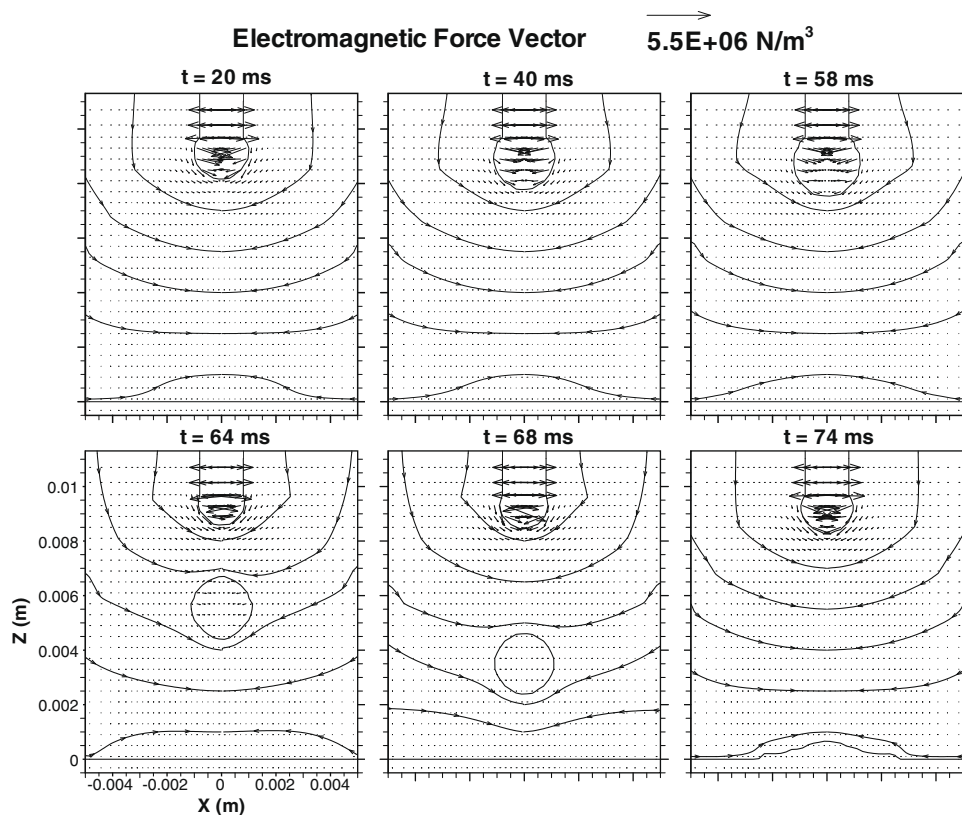 Electromagnetic Force Vector 5.5E+06 N/m³
t = 20 ms t = 40 ms t = 58 ms
t = 64 ms t = 68 ms t = 74 ms
0.01
0.008
0.006
0.004
0.002
0
Z (m)
-0.004 -0.002 0 0.002 0.004
X (m)